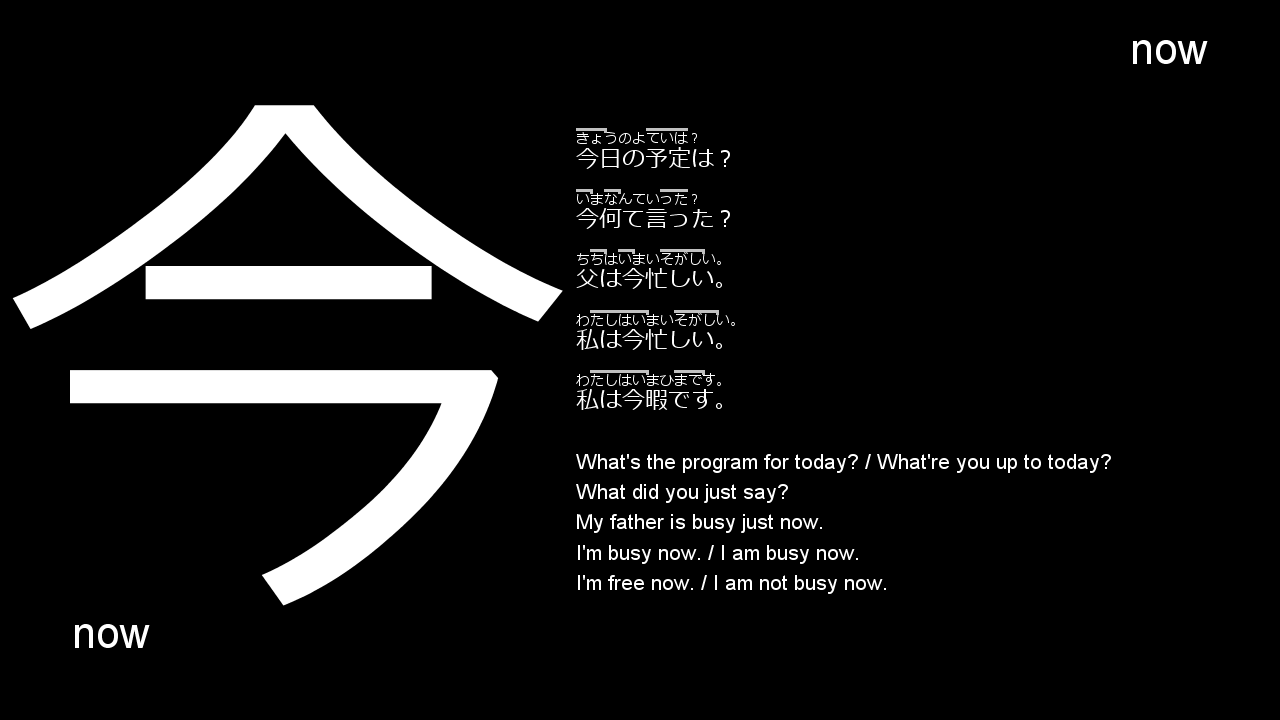 now
今
きょうのよていは？
今日の予定は？
いまなんていった？
今何て言った？
ちちはいまいそがしい。
父は今忙しい。
わたしはいまいそがしい。
私は今忙しい。
わたしはいまひまです。
私は今暇です。
What's the program for today? / What're you up to today?
What did you just say?
My father is busy just now.
I'm busy now. / I am busy now.
I'm free now. / I am not busy now.
now